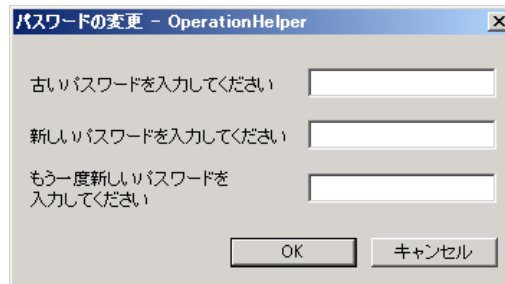 パスワードの変更 - OperationHelper
古いパスワードを入力してください
新しいパスワードを入力してください
もう一度新しいパスワードを
入力してください
OK
キャンセル